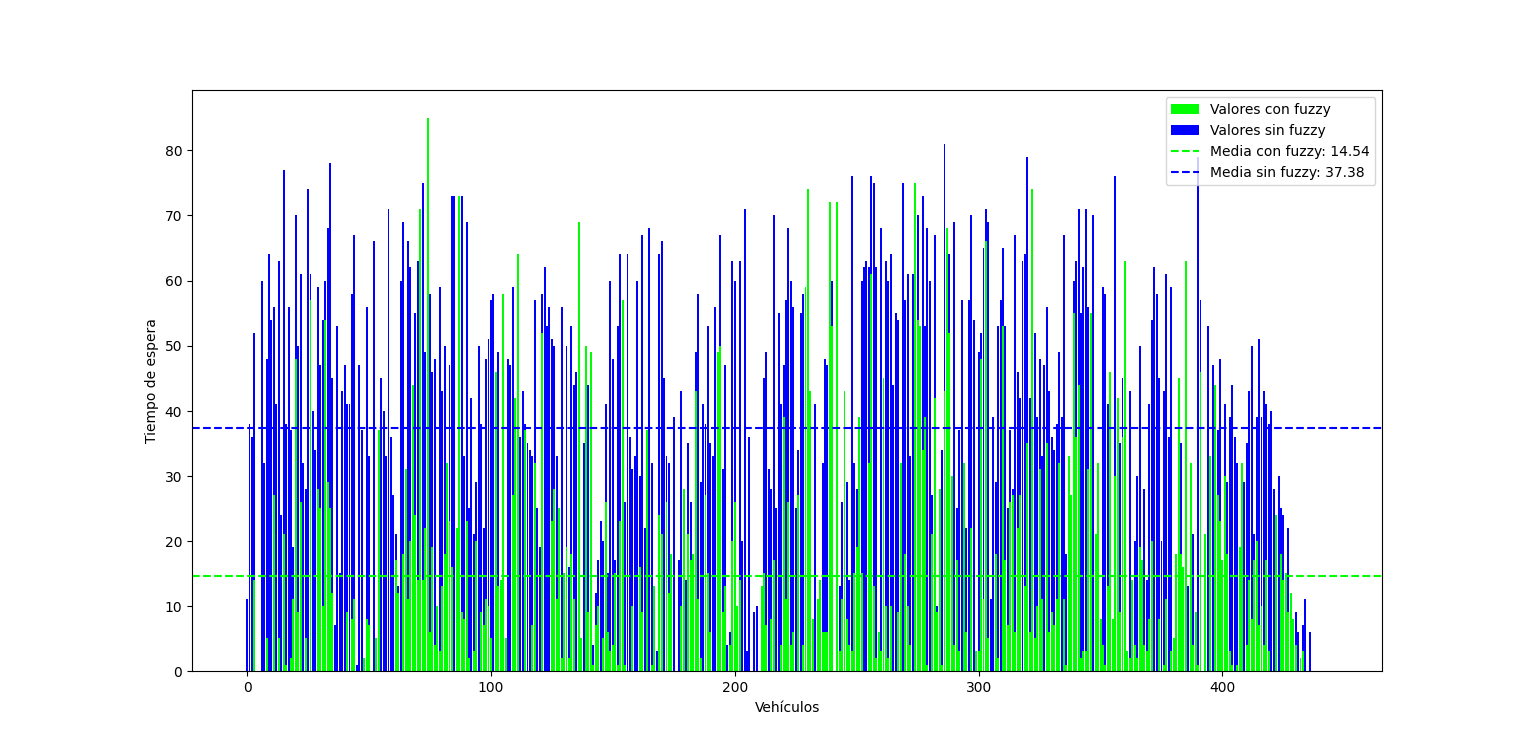 Valores con fuzzy
Valores sin fuzzy
Media con fuzzy: 14.54
Media sin fuzzy: 37.38
Tiempo de espera
80
70
60
50
40
30
20
10
0
0 100 200 300 400
Vehículos